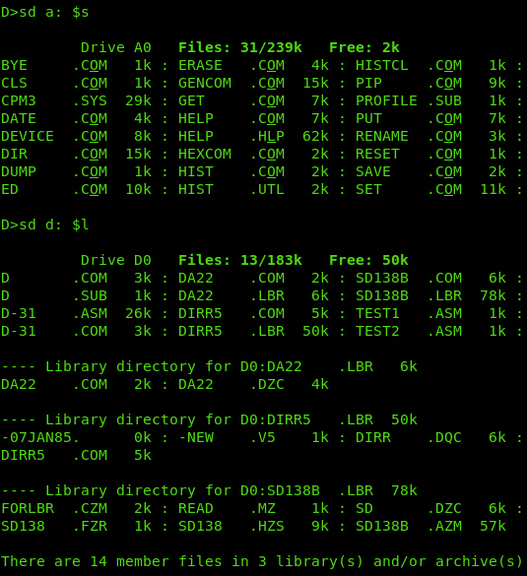 D>sd a: $s
Drive A0   Files: 31/239k   Free: 2k
BYE     .COM   1k : ERASE   .COM   4k : HISTCL  .COM   1k :
CLS     .COM   1k : GENCOM  .COM  15k : PIP     .COM   9k :
CPM3    .SYS  29k : GET     .COM   7k : PROFILE .SUB   1k :
DATE    .COM   4k : HELP    .COM   7k : PUT     .COM   7k :
DEVICE  .COM   8k : HELP    .HLP  62k : RENAME  .COM   3k :
DIR     .COM  15k : HEXCOM  .COM   2k : RESET   .COM   1k :
DUMP    .COM   1k : HIST    .COM   2k : SAVE    .COM   2k :
ED      .COM  10k : HIST    .UTL   2k : SET     .COM  11k :
D>sd d: $l
Drive D0   Files: 13/183k   Free: 50k
D       .COM   3k : DA22    .COM   2k : SD138B  .COM   6k :
D       .SUB   1k : DA22    .LBR   6k : SD138B  .LBR  78k :
D-31    .ASM  26k : DIRR5   .COM   5k : TEST1   .ASM   1k :
D-31    .COM   3k : DIRR5   .LBR  50k : TEST2   .ASM   1k :
---- Library directory for D0:DA22    .LBR   6k
DA22    .COM   2k : DA22    .DZC   4k
---- Library directory for D0:DIRR5   .LBR  50k
-07JAN85.      0k : -NEW    .V5    1k : DIRR    .DQC   6k :
DIRR5   .COM   5k
---- Library directory for D0:SD138B  .LBR  78k
FORLBR  .CZM   2k : READ    .MZ    1k : SD      .DZC   6k :
SD138   .FZR   1k : SD138   .HZS   9k : SD138B  .AZM  57k
There are 14 member files in 3 library(s) and/or archive(s)